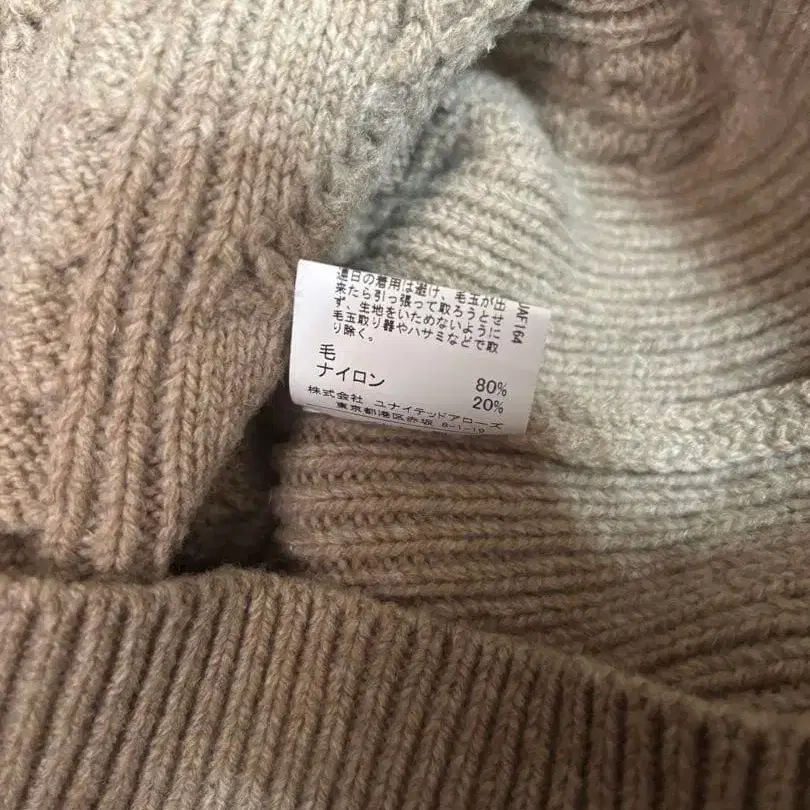 連日の着用は避け、毛玉が出
来たら引っ張って取ろうとせ
ず、生地をいためないように
毛玉取り器やハサミなどで取
り除く。
UAF164
毛 80%
ナイロン 20%
株式会社 ユナイテッドアローズ
東京都港区赤坂 8-1-19